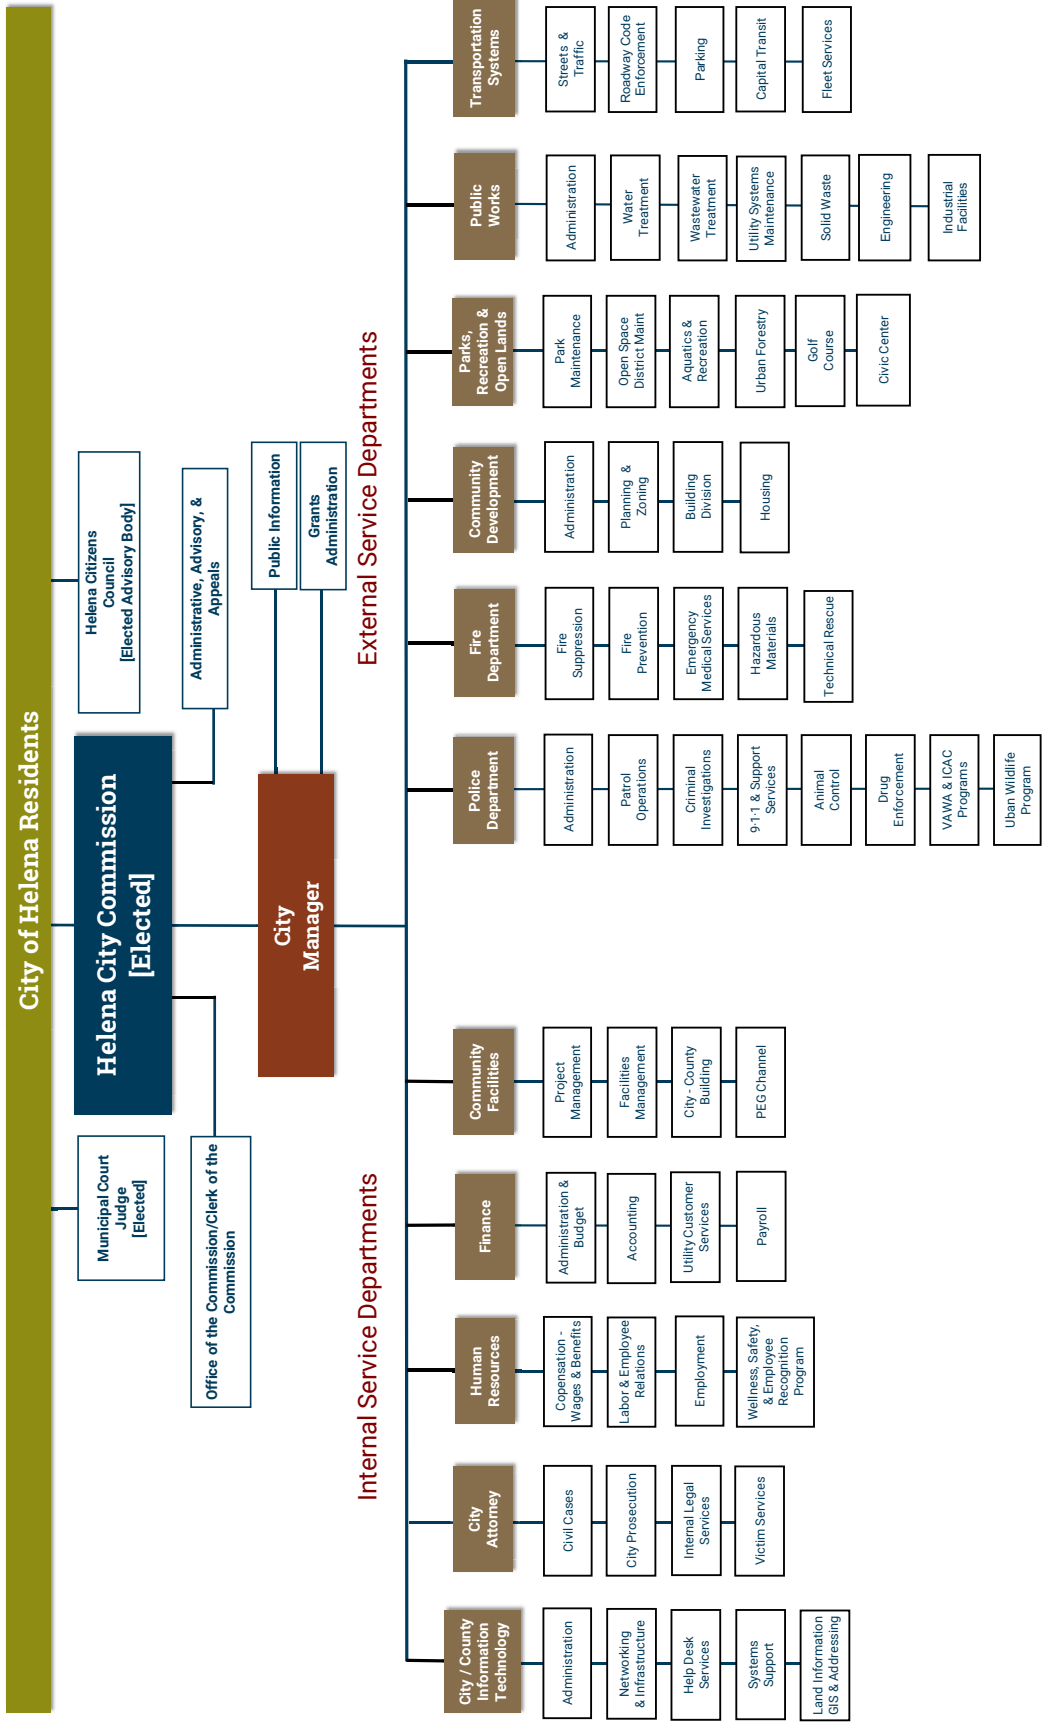 City of Helena Residents
Municipal Court
Judge
[Elected]
Helena City Commission
[Elected]
Helena Citizens
Council
[Elected Advisory Body]
Office of the Commission/Clerk of the
Commission
Administrative, Advisory, &
Appeals
City
Manager
Public Information
Grants
Administration
Internal Service Departments
External Service Departments
City / County
Information
Technology
Administration
Networking
& Infrastructure
Help Desk
Services
Systems
Support
Land Information
GIS & Addressing
City
Attorney
Civil Cases
City Prosecution
Internal Legal
Services
Victim Services
Human
Resources
Copensation -
Wages & Benefits
Labor & Employee
Relations
Employment
Wellness, Safety,
& Employee
Recognition
Program
Finance
Administration &
Budget
Accounting
Utility Customer
Services
Payroll
Community
Facilities
Project
Management
Facilities
Management
City - County
Building
PEG Channel
Police
Department
Administration
Patrol
Operations
Criminal
Investigations
9-1-1 & Support
Services
Animal
Control
Drug
Enforcement
VAWA & ICAC
Programs
Uban Wildlife
Program
Fire
Department
Fire
Suppression
Fire
Prevention
Emergency
Medical Services
Hazardous
Materials
Technical Rescue
Community
Development
Administration
Planning &
Zoning
Building
Division
Housing
Parks,
Recreation &
Open Lands
Park
Maintenance
Open Space
District Maint
Aquatics &
Recreation
Urban Forestry
Golf
Course
Civic Center
Public
Works
Administration
Water
Treatment
Wastewater
Treatment
Utility Systems
Maintenance
Solid Waste
Engineering
Industrial
Facilities
Transportation
Systems
Streets &
Traffic
Roadway Code
Enforcement
Parking
Capital Transit
Fleet Services